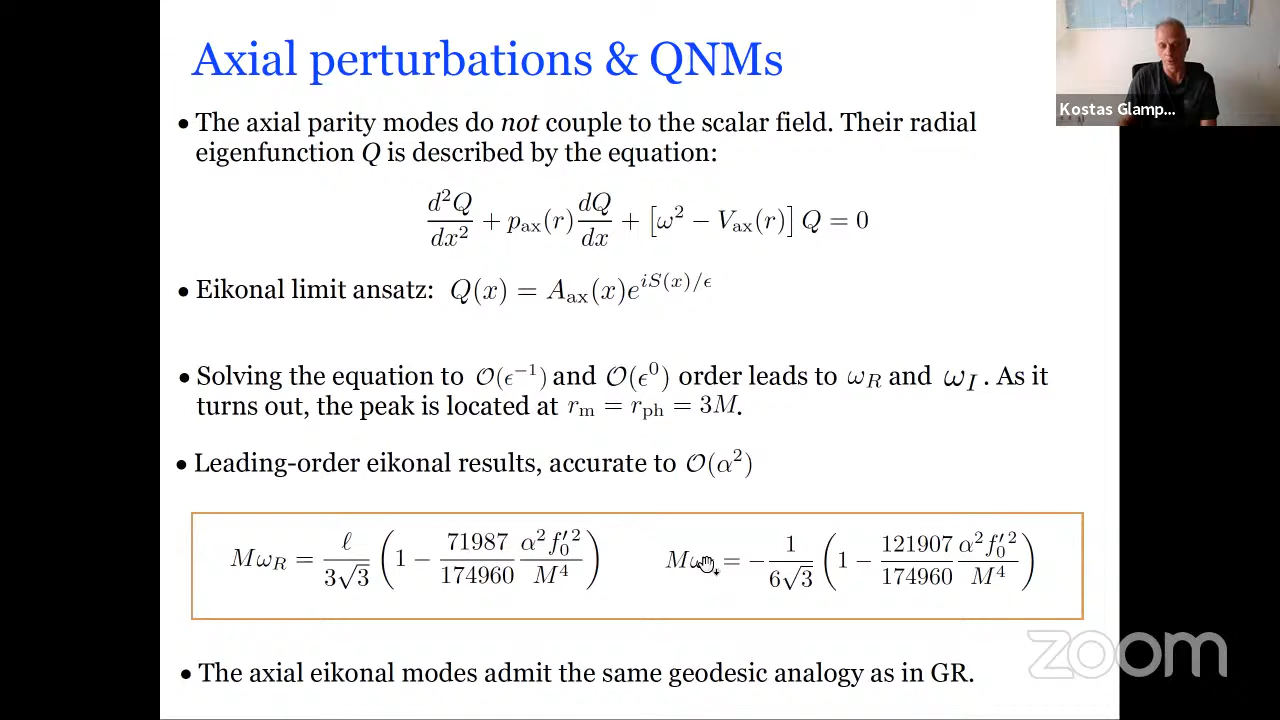 Axial perturbations & QNMs
Kostas Glamp...
• The axial parity modes do not couple to the scalar field. Their radial
eigenfunction Q is described by the equation:
d²Q/dx² + p_ax(r) dQ/dx + [ω² − V_ax(r)] Q = 0
• Eikonal limit ansatz: Q(x) = A_ax(x)e^{iS(x)/ϵ}
• Solving the equation to 𝒪(ϵ⁻¹) and 𝒪(ϵ⁰) order leads to ω_R and ω_I. As it
turns out, the peak is located at r_m = r_ph = 3M.
• Leading-order eikonal results, accurate to 𝒪(α²)
Mω_R = ℓ/(3√3) (1 − 71987/174960 α²f₀′²/M⁴) Mω = −1/(6√3) (1 − 121907/174960 α²f₀′²/M⁴)
• The axial eikonal modes admit the same geodesic analogy as in GR.
zoom